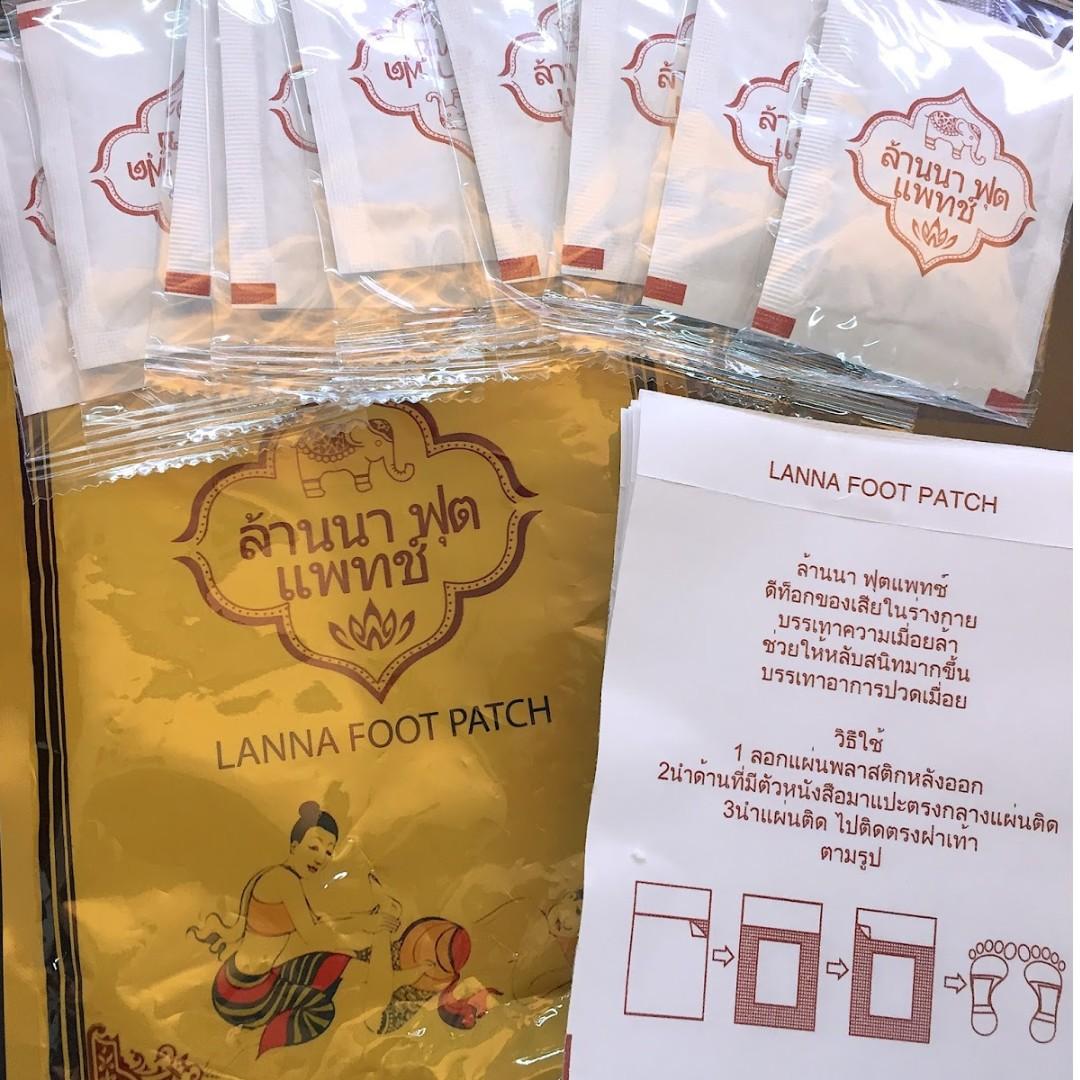 ล้านนา ฟุต
แพทช์
ล้านนา ฟุต
แพทช์
LANNA FOOT PATCH
LANNA FOOT PATCH
ล้านนา ฟุตแพทช์
ดีท็อกของเสียในร่างกาย
บรรเทาความเมื่อยล้า
ช่วยให้หลับสนิทมากขึ้น
บรรเทาอาการปวดเมื่อย
วิธิใช้
1 ลอกแผ่นพลาสติกหลังออก
2นำด้านที่มีตัวหนังสือมาแปะตรงกลางแผ่นติด
3นำแผ่นติด ไปติดตรงฝ่าเท้า
ตามรูป